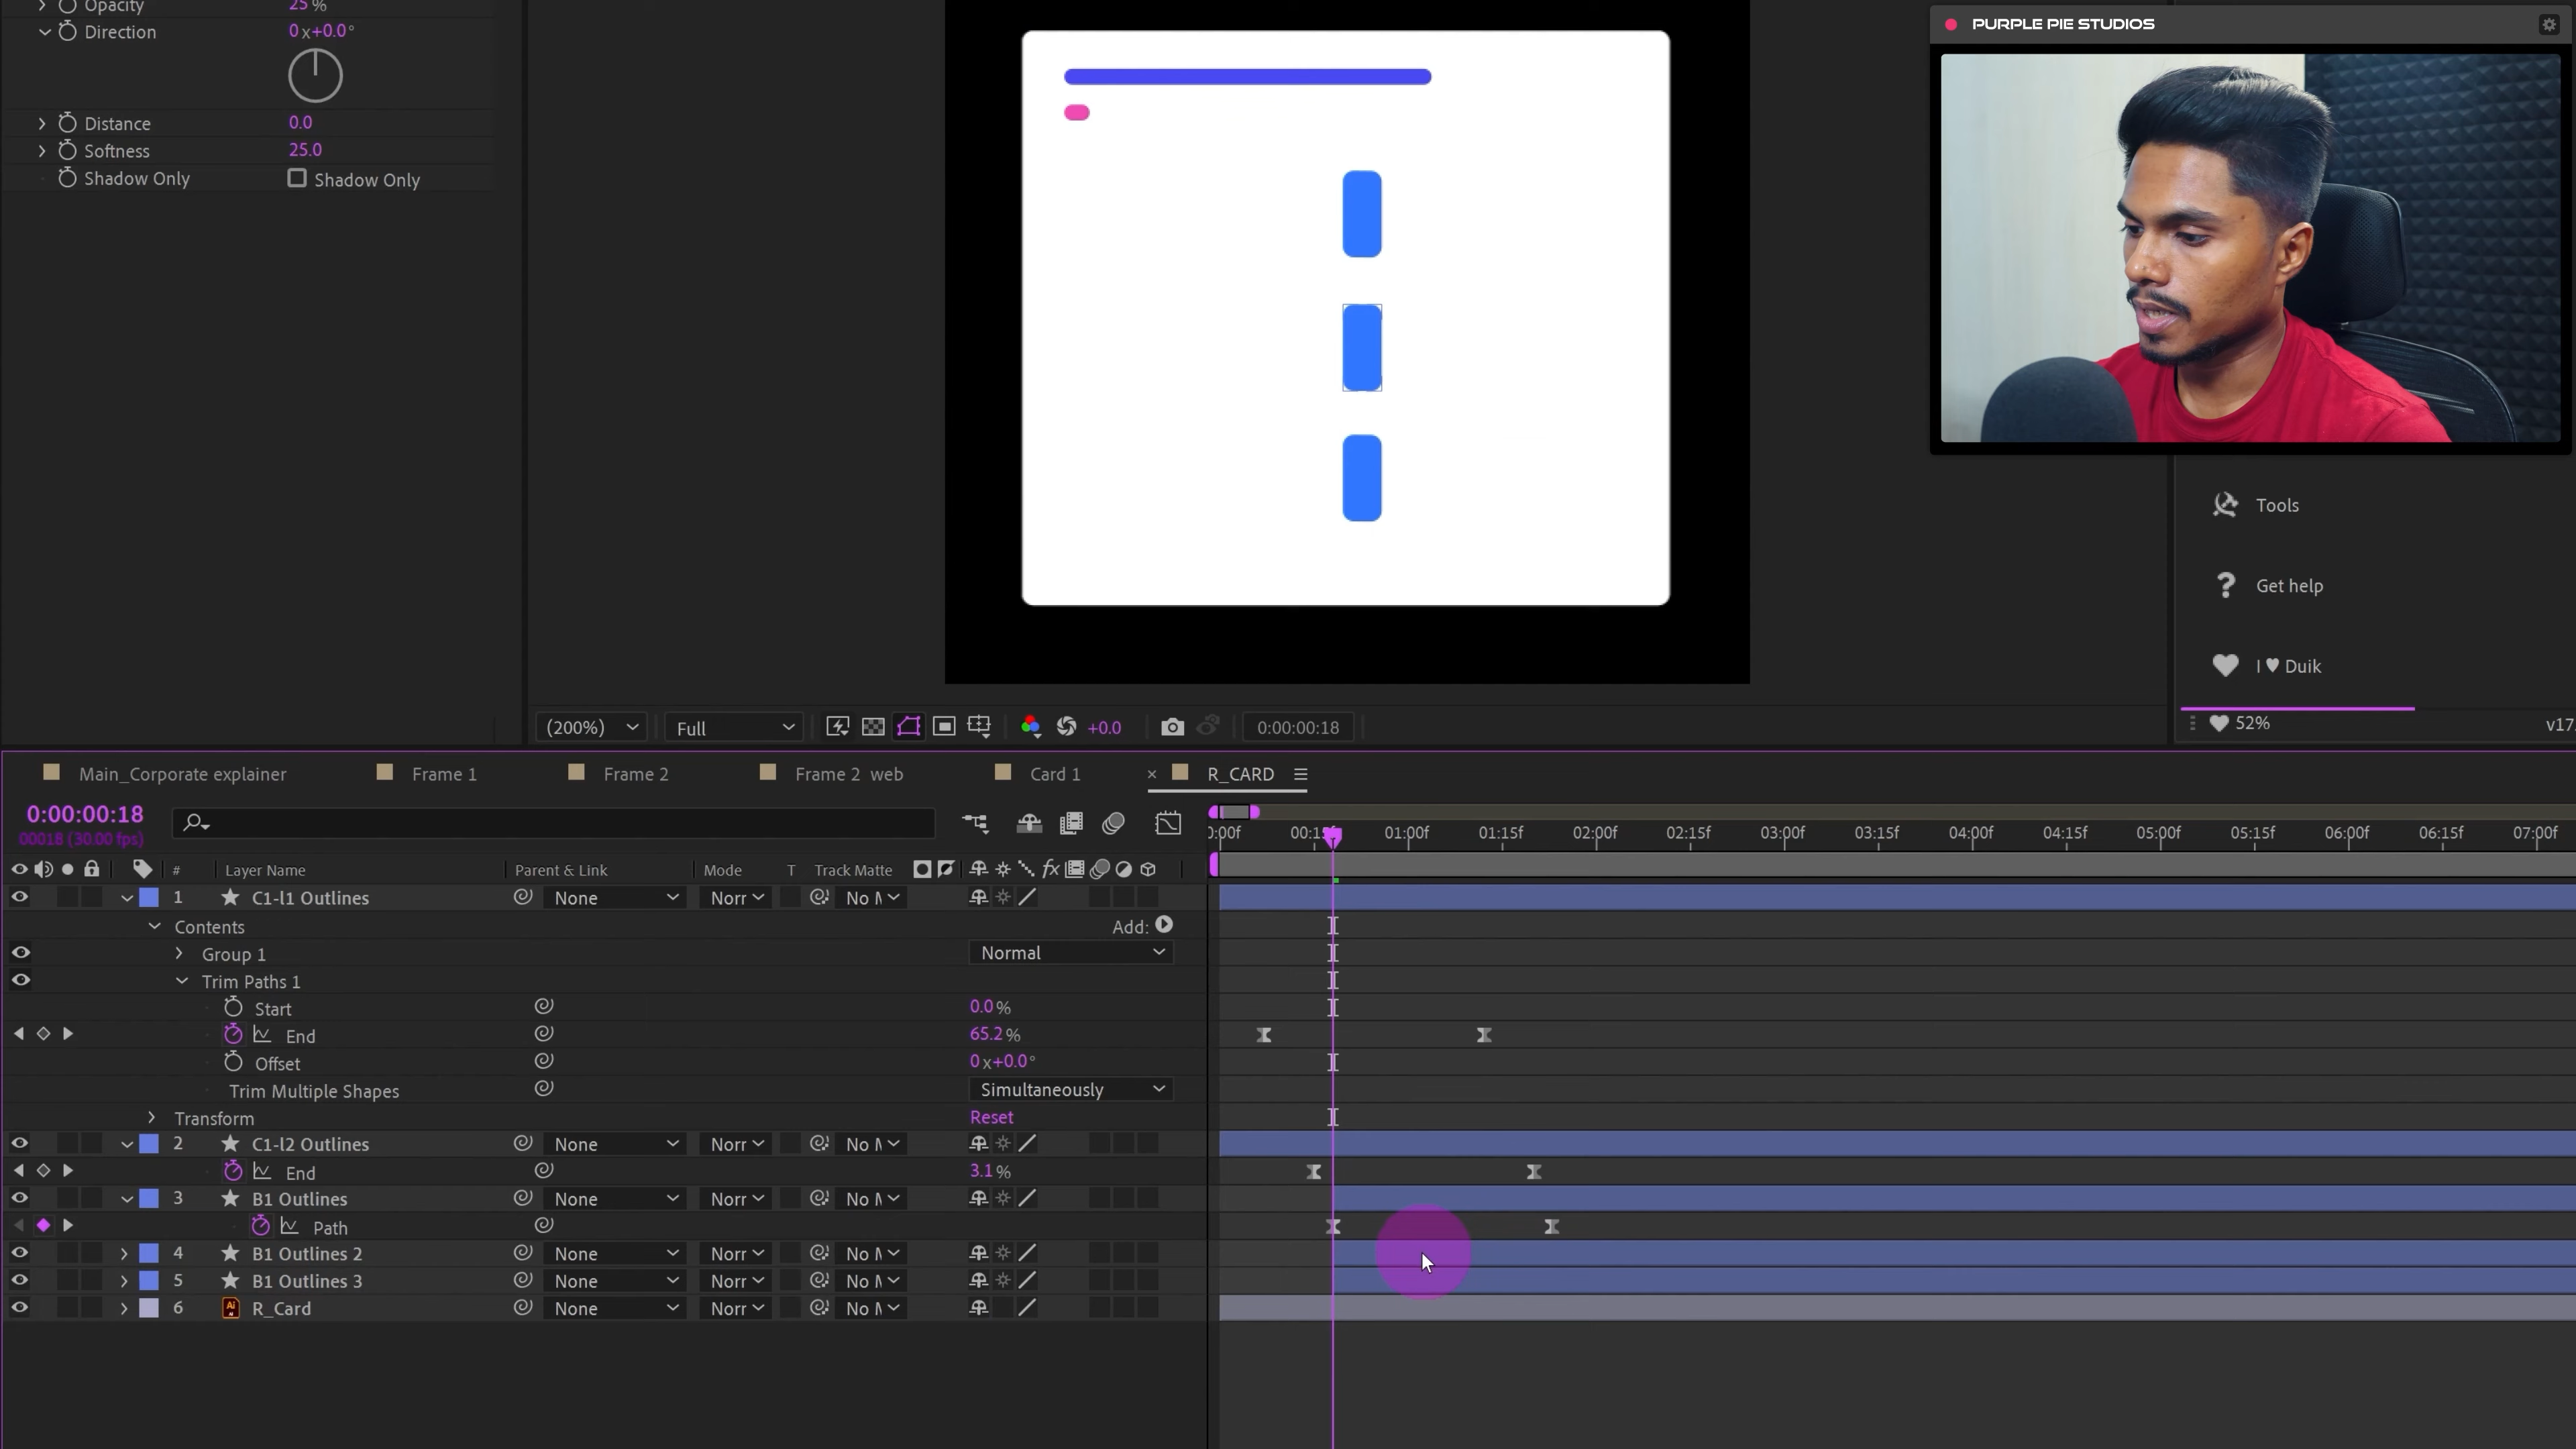 Opacity 25 %
Direction 0 x+0.0°
Distance 0.0
Softness 25.0
Shadow Only Shadow Only
PURPLE PIE STUDIOS
Tools
Get help
I ♥ Duik
52% v17
(200%) Full +0.0 0:00:00:18
Main_Corporate explainer Frame 1 Frame 2 Frame 2 web Card 1 × R_CARD
0:00:00:18
00018 (30.00 fps)
0:00f 01:00f 01:15f 02:00f 02:15f 03:00f 03:15f 04:00f 04:15f 05:00f 05:15f 06:00f 06:15f 07:00f
# Layer Name Parent & Link Mode T Track Matte fx
1 C1-l1 Outlines None Norr No M
Contents Add:
Group 1 Normal
Trim Paths 1
Start 0.0 %
End 65.2 %
Offset 0 x+0.0°
Trim Multiple Shapes Simultaneously
Transform Reset
2 C1-l2 Outlines None Norr No M
End 3.1 %
3 B1 Outlines None Norr No M
Path
4 B1 Outlines 2 None Norr No M
5 B1 Outlines 3 None Norr No M
6 Ai R_Card None Norr No M